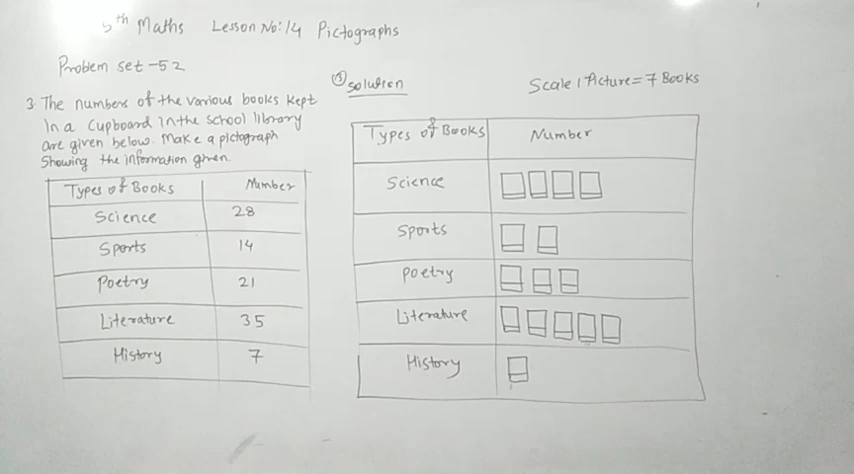 5th Maths Lesson No:14 Pictographs
Problem set-52
3. The numbers of the various books kept
In a cupboard in the school library
are given below. Make a pictograph
Showing the information given.
Types of Books Number
Science 28
Sports 14
Poetry 21
Literature 35
History 7
③ solution
Scale 1 Picture = 7 Books
Types of Books Number
Science
Sports
Poetry
Literature
History